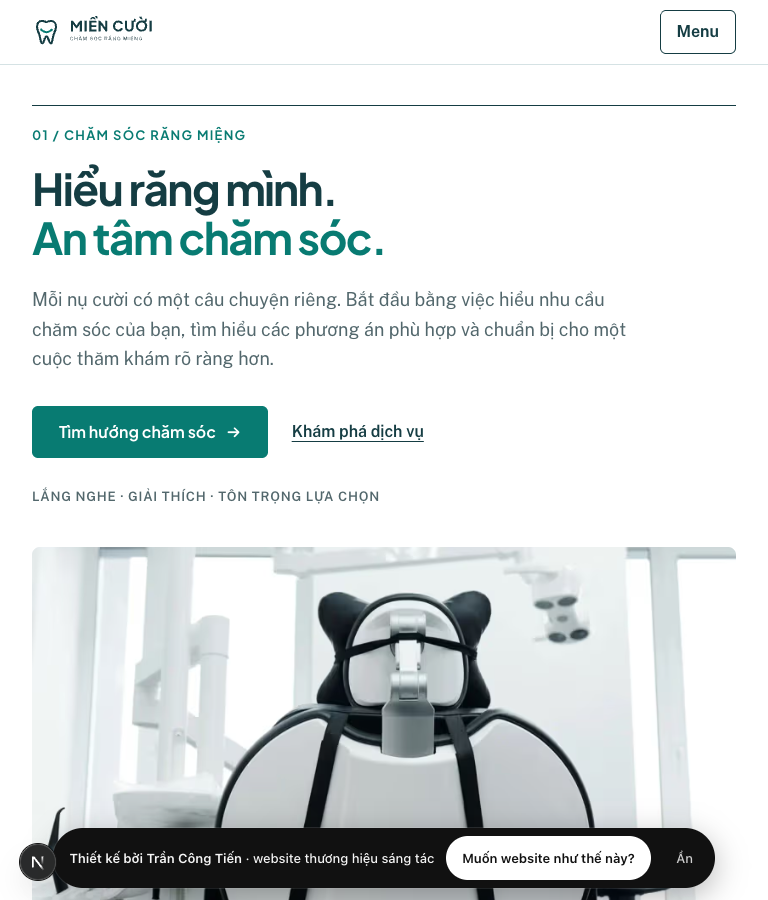 MIỀN CƯỜI
CHĂM SÓC RĂNG MIỆNG
Menu
01 / CHĂM SÓC RĂNG MIỆNG
Hiểu răng mình.
An tâm chăm sóc.
Mỗi nụ cười có một câu chuyện riêng. Bắt đầu bằng việc hiểu nhu cầu
chăm sóc của bạn, tìm hiểu các phương án phù hợp và chuẩn bị cho một
cuộc thăm khám rõ ràng hơn.
Tìm hướng chăm sóc →
Khám phá dịch vụ
LẮNG NGHE · GIẢI THÍCH · TÔN TRỌNG LỰA CHỌN
N
Thiết kế bởi Trần Công Tiến · website thương hiệu sáng tác
Muốn website như thế này?
Ẩn